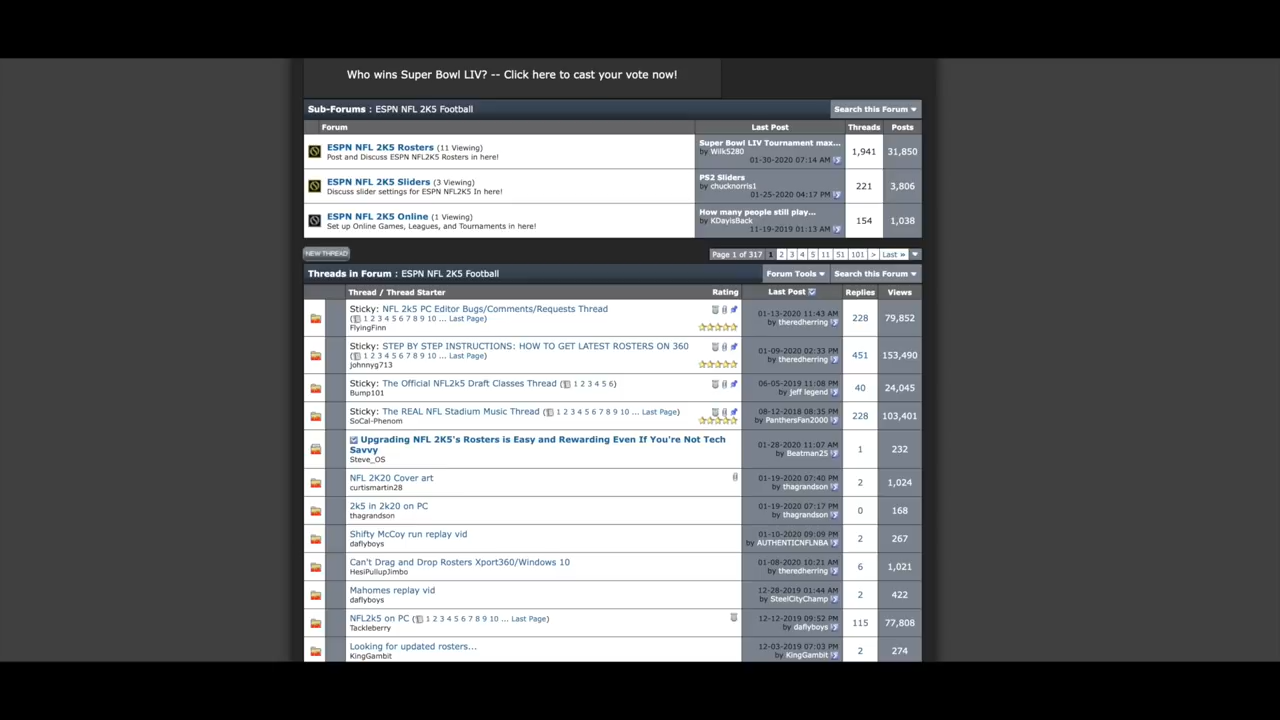 Who wins Super Bowl LIV? -- Click here to cast your vote now!
Sub-Forums : ESPN NFL 2K5 Football
Search this Forum
Forum Last Post Threads Posts
ESPN NFL 2K5 Rosters (11 Viewing)
Post and Discuss ESPN NFL2K5 Rosters in here!
Super Bowl LIV Tournament max...
by Wilk5280
01-30-2020 07:14 AM
1,941 31,850
ESPN NFL 2K5 Sliders (3 Viewing)
Discuss slider settings for ESPN NFL2K5 In here!
PS2 Sliders
by chucknorris1
01-25-2020 04:17 PM
221 3,806
ESPN NFL 2K5 Online (1 Viewing)
Set up Online Games, Leagues, and Tournaments in here!
How many people still play...
by KDayisBack
11-19-2019 01:13 AM
154 1,038
NEW THREAD
Page 1 of 317 1 2 3 4 5 11 51 101 > Last »
Threads in Forum : ESPN NFL 2K5 Football
Forum Tools Search this Forum
Thread / Thread Starter Rating Last Post Replies Views
Sticky: NFL 2k5 PC Editor Bugs/Comments/Requests Thread
( 1 2 3 4 5 6 7 8 9 10 ... Last Page)
FlyingFinn
01-13-2020 11:43 AM
by theredherring
228 79,852
Sticky: STEP BY STEP INSTRUCTIONS: HOW TO GET LATEST ROSTERS ON 360
( 1 2 3 4 5 6 7 8 9 10 ... Last Page)
johnnyg713
01-09-2020 02:33 PM
by theredherring
451 153,490
Sticky: The Official NFL2k5 Draft Classes Thread ( 1 2 3 4 5 6)
Bump101
06-05-2019 11:08 PM
by jeff legend
40 24,045
Sticky: The REAL NFL Stadium Music Thread ( 1 2 3 4 5 6 7 8 9 10 ... Last Page)
SoCal-Phenom
08-12-2018 08:35 PM
by PanthersFan2000
228 103,401
Upgrading NFL 2K5's Rosters is Easy and Rewarding Even If You're Not Tech
Savvy
Steve_OS
01-28-2020 11:07 AM
by Beatman25
1 232
NFL 2K20 Cover art
curtismartin28
01-19-2020 07:40 PM
by thagrandson
2 1,024
2k5 in 2k20 on PC
thagrandson
01-19-2020 07:17 PM
by thagrandson
0 168
Shifty McCoy run replay vid
daflyboys
01-10-2020 09:09 PM
by AUTHENTICNFLNBA
2 267
Can't Drag and Drop Rosters Xport360/Windows 10
HesiPullupJimbo
01-08-2020 10:21 AM
by theredherring
6 1,021
Mahomes replay vid
daflyboys
12-28-2019 01:44 AM
by SteelCityChamp
2 422
NFL2k5 on PC ( 1 2 3 4 5 6 7 8 9 10 ... Last Page)
Tackleberry
12-12-2019 09:52 PM
by daflyboys
115 77,808
Looking for updated rosters...
KingGambit
12-03-2019 07:03 PM
by KingGambit
2 274